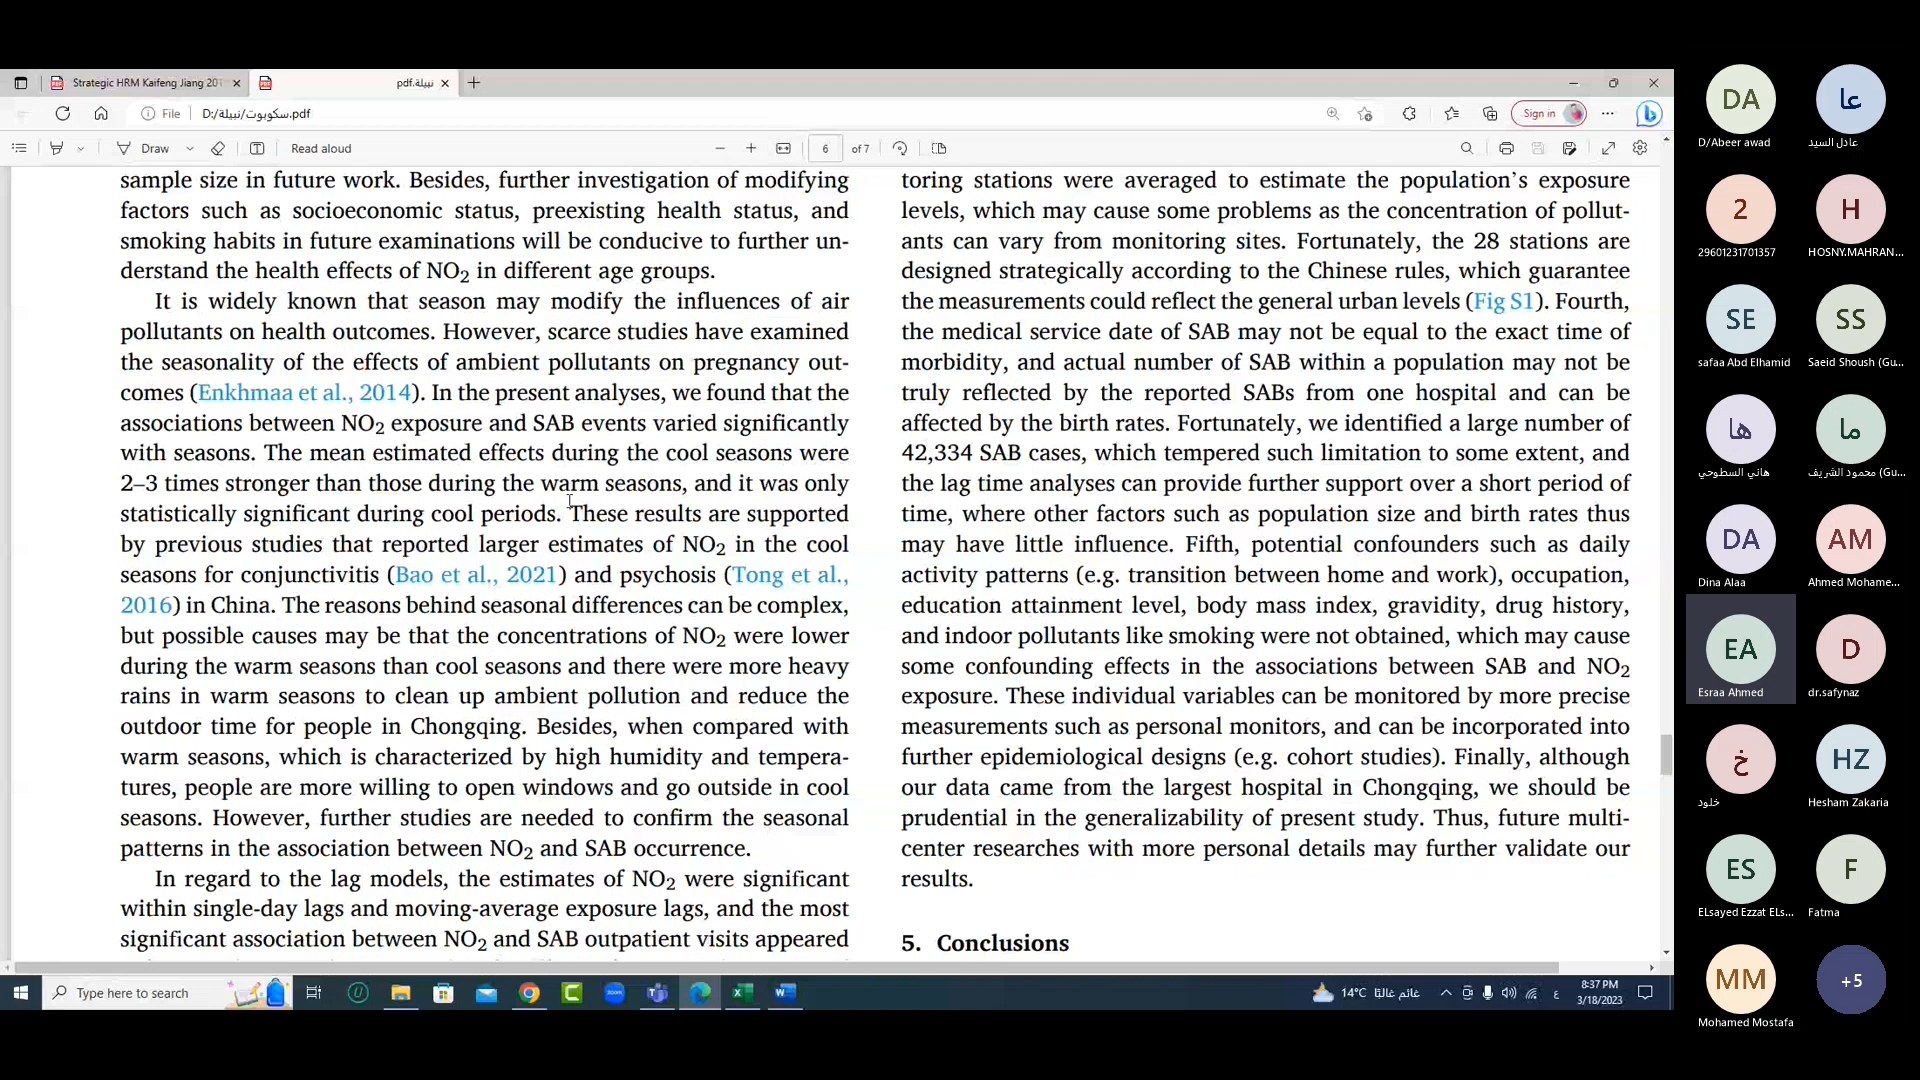 Strategic HRM Kaifeng Jiang 201
نبيلة.pdf
File
D:/سكوبوت/نبيلة.pdf
Sign in
Draw
Read aloud
6
of 7
sample size in future work. Besides, further investigation of modifying
factors such as socioeconomic status, preexisting health status, and
smoking habits in future examinations will be conducive to further un-
derstand the health effects of NO2 in different age groups.
It is widely known that season may modify the influences of air
pollutants on health outcomes. However, scarce studies have examined
the seasonality of the effects of ambient pollutants on pregnancy out-
comes (Enkhmaa et al., 2014). In the present analyses, we found that the
associations between NO2 exposure and SAB events varied significantly
with seasons. The mean estimated effects during the cool seasons were
2–3 times stronger than those during the warm seasons, and it was only
statistically significant during cool periods. These results are supported
by previous studies that reported larger estimates of NO2 in the cool
seasons for conjunctivitis (Bao et al., 2021) and psychosis (Tong et al.,
2016) in China. The reasons behind seasonal differences can be complex,
but possible causes may be that the concentrations of NO2 were lower
during the warm seasons than cool seasons and there were more heavy
rains in warm seasons to clean up ambient pollution and reduce the
outdoor time for people in Chongqing. Besides, when compared with
warm seasons, which is characterized by high humidity and tempera-
tures, people are more willing to open windows and go outside in cool
seasons. However, further studies are needed to confirm the seasonal
patterns in the association between NO2 and SAB occurrence.
In regard to the lag models, the estimates of NO2 were significant
within single-day lags and moving-average exposure lags, and the most
significant association between NO2 and SAB outpatient visits appeared
toring stations were averaged to estimate the population's exposure
levels, which may cause some problems as the concentration of pollut-
ants can vary from monitoring sites. Fortunately, the 28 stations are
designed strategically according to the Chinese rules, which guarantee
the measurements could reflect the general urban levels (Fig S1). Fourth,
the medical service date of SAB may not be equal to the exact time of
morbidity, and actual number of SAB within a population may not be
truly reflected by the reported SABs from one hospital and can be
affected by the birth rates. Fortunately, we identified a large number of
42,334 SAB cases, which tempered such limitation to some extent, and
the lag time analyses can provide further support over a short period of
time, where other factors such as population size and birth rates thus
may have little influence. Fifth, potential confounders such as daily
activity patterns (e.g. transition between home and work), occupation,
education attainment level, body mass index, gravidity, drug history,
and indoor pollutants like smoking were not obtained, which may cause
some confounding effects in the associations between SAB and NO2
exposure. These individual variables can be monitored by more precise
measurements such as personal monitors, and can be incorporated into
further epidemiological designs (e.g. cohort studies). Finally, although
our data came from the largest hospital in Chongqing, we should be
prudential in the generalizability of present study. Thus, future multi-
center researches with more personal details may further validate our
results.
5. Conclusions
Type here to search
zoom
14°C غائم غالبًا
ع
8:37 PM
3/18/2023
DA
D/Abeer awad
عا
عادل السيد
2
29601231701357
H
HOSNY.MAHRAN...
SE
safaa Abd Elhamid
SS
Saeid Shoush (Gu...
ها
هاني السطوحي
ما
محمود الشريف (Gu...
DA
Dina Alaa
AM
Ahmed Mohame...
EA
Esraa Ahmed
D
dr.safynaz
خ
خلود
HZ
Hesham Zakaria
ES
ELsayed Ezzat ELs...
F
Fatma
MM
Mohamed Mostafa
+5